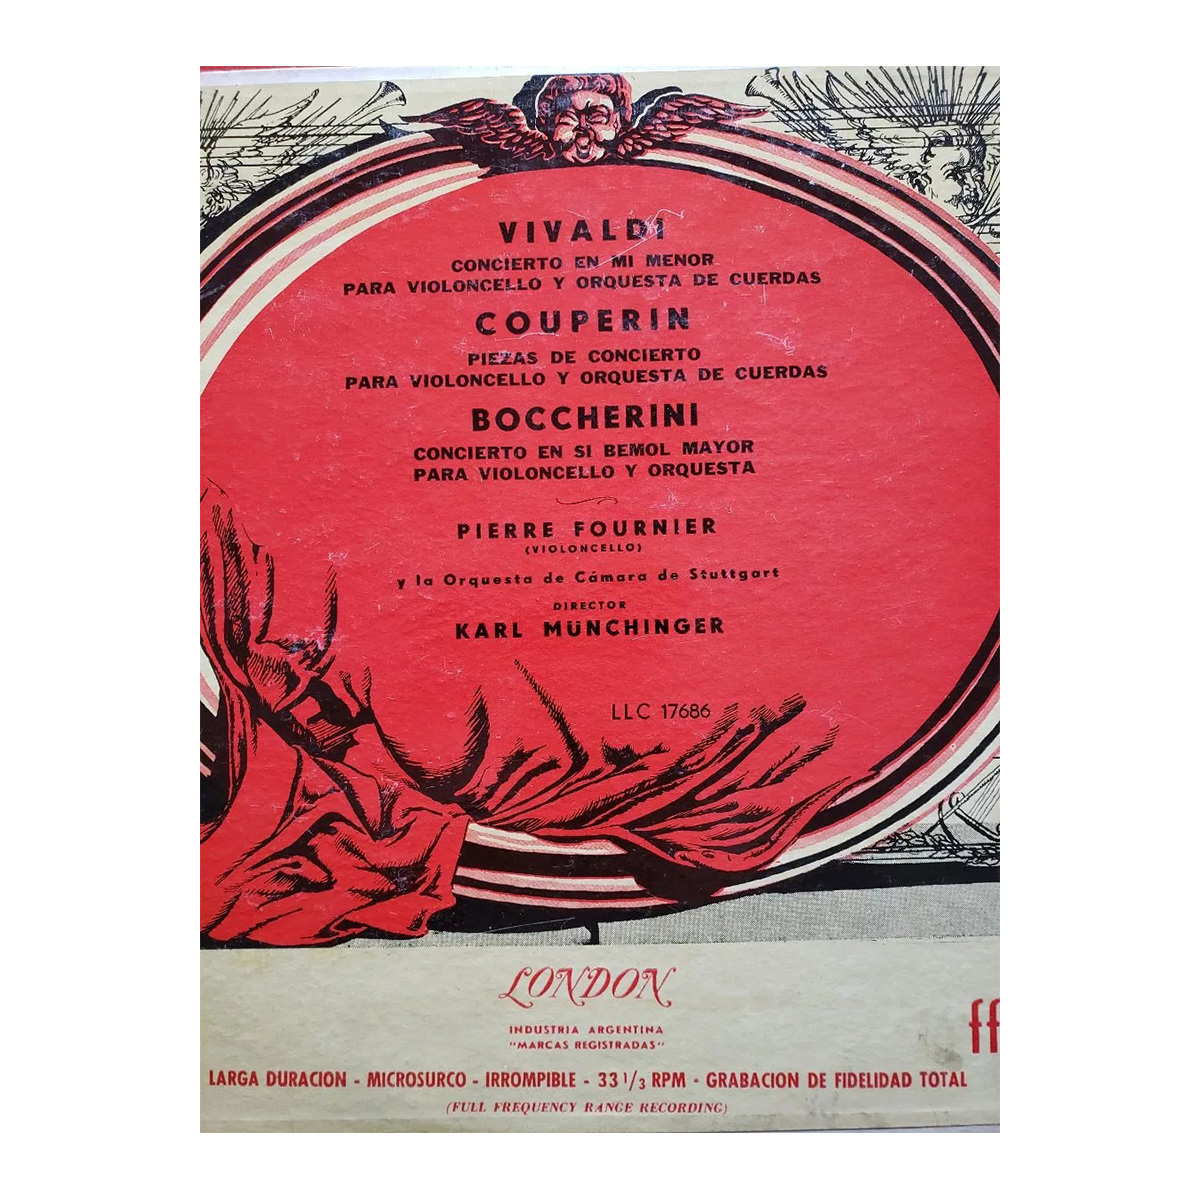 VIVALDI
CONCIERTO EN MI MENOR
PARA VIOLONCELLO Y ORQUESTA DE CUERDAS
COUPERIN
PIEZAS DE CONCIERTO
PARA VIOLONCELLO Y ORQUESTA DE CUERDAS
BOCCHERINI
CONCIERTO EN SI BEMOL MAYOR
PARA VIOLONCELLO Y ORQUESTA
PIERRE FOURNIER
(VIOLONCELLO)
y la Orquesta de Cámara de Stuttgart
DIRECTOR
KARL MÜNCHINGER
LLC 17686
LONDON
INDUSTRIA ARGENTINA
"MARCAS REGISTRADAS"
ff
LARGA DURACION - MICROSURCO - IRROMPIBLE - 33 1/3 RPM - GRABACION DE FIDELIDAD TOTAL
(FULL FREQUENCY RANGE RECORDING)